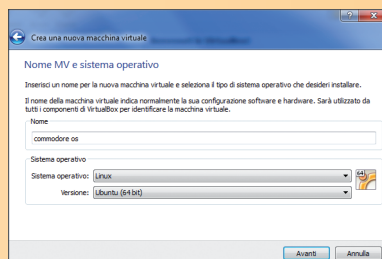 Crea una nuova macchina virtuale
Nome MV e sistema operativo
Inserisci un nome per la nuova macchina virtuale e seleziona il tipo di sistema operativo che desideri installare.
Il nome della macchina virtuale indica normalmente la sua configurazione software e hardware. Sarà utilizzato da
tutti i componenti di VirtualBox per identificare la macchina virtuale.
Nome
commodore os
Sistema operativo
Sistema operativo: Linux
Versione: Ubuntu (64 bit)
64
Avanti Annulla